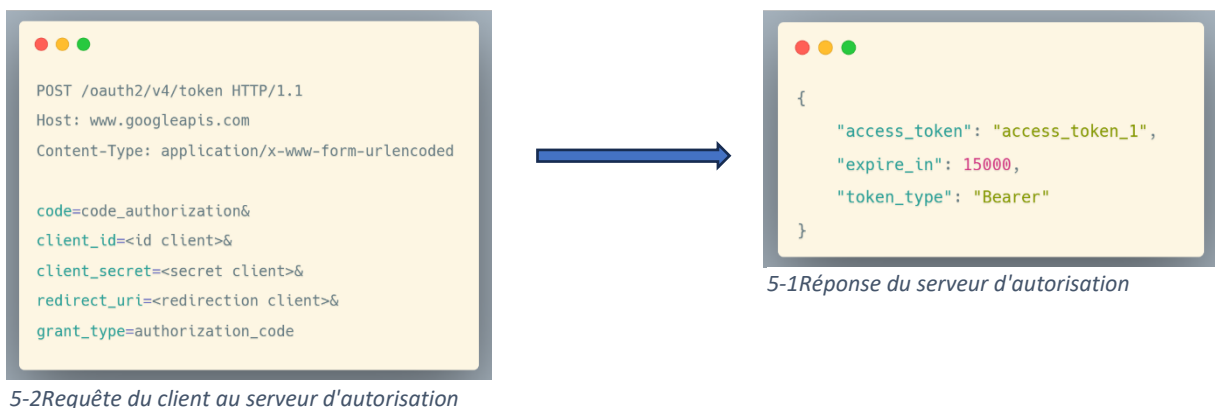 POST /oauth2/v4/token HTTP/1.1
Host: www.googleapis.com
Content-Type: application/x-www-form-urlencoded
code=code_authorization&
client_id=<id client>&
client_secret=<secret client>&
redirect_uri=<redirection client>&
grant_type=authorization_code
5-2Requête du client au serveur d'autorisation
{
"access_token": "access_token_1",
"expire_in": 15000,
"token_type": "Bearer"
}
5-1Réponse du serveur d'autorisation